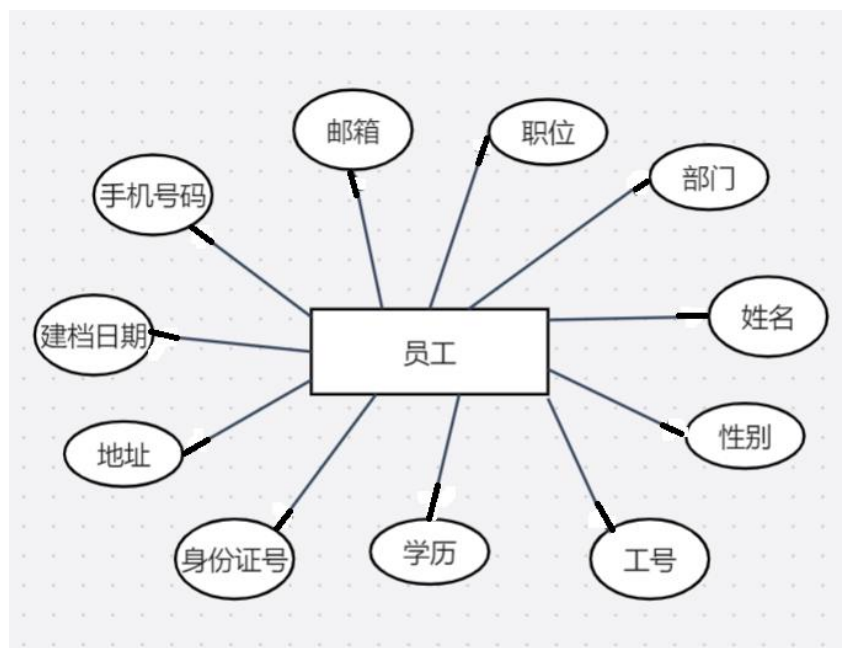 邮箱
职位
部门
手机号码
姓名
建档日期
员工
性别
地址
学历
身份证号
工号